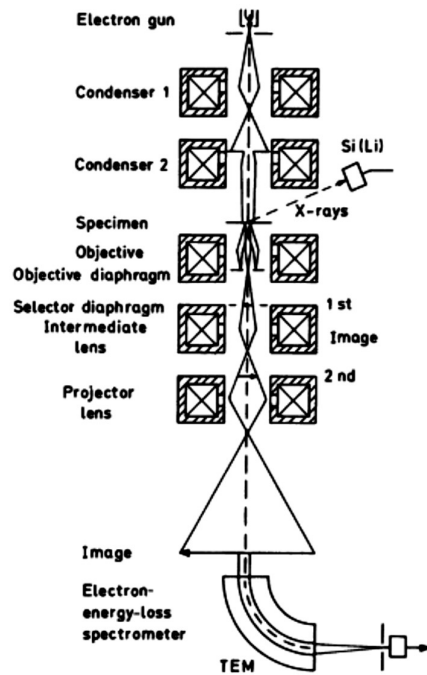 Electron gun
Condenser 1
Si(Li)
Condenser 2
X-rays
Specimen
Objective
Objective diaphragm
Selector diaphragm
1 st
Intermediate
lens
Image
2 nd
Projector
lens
Image
Electron-
energy-loss
spectrometer
TEM